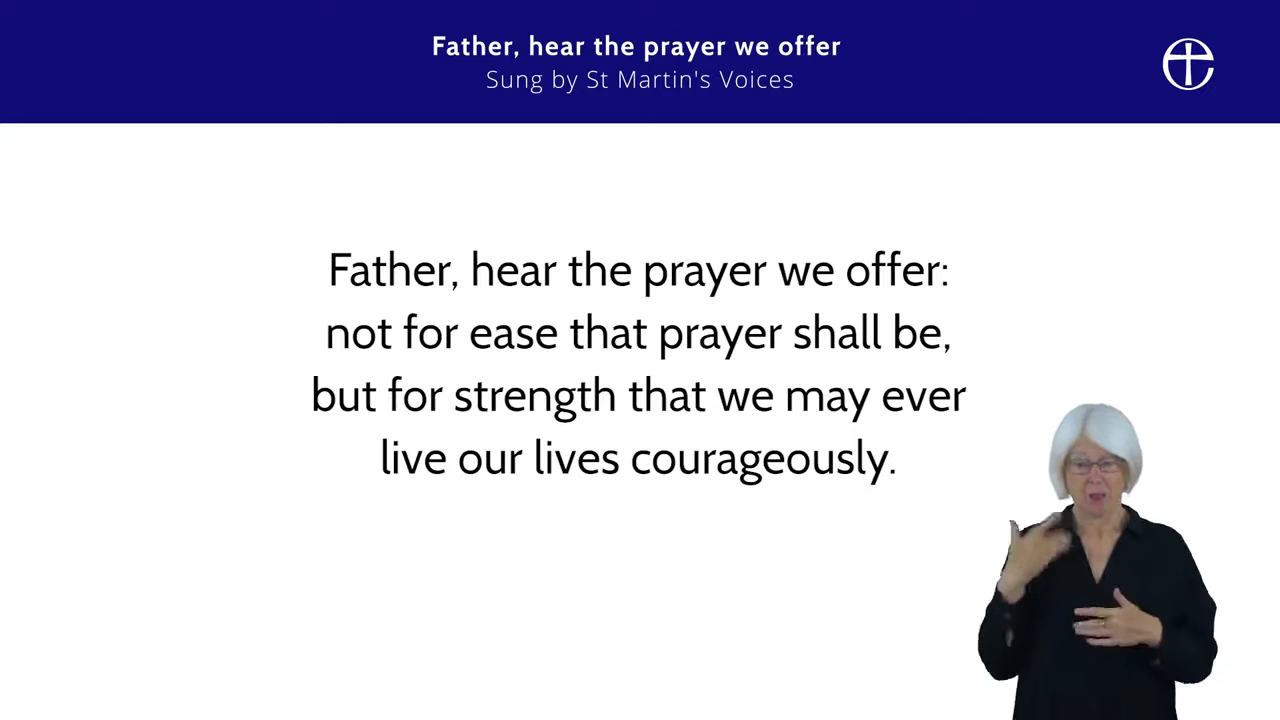 Father, hear the prayer we offer
Sung by St Martin's Voices
Father, hear the prayer we offer:
not for ease that prayer shall be,
but for strength that we may ever
live our lives courageously.